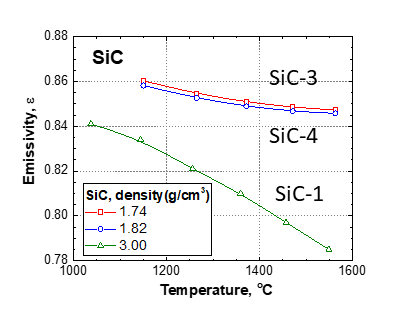 0.88
SiC
SiC-3
0.86
0.84
SiC-4
Emissivity, ε
0.82
SiC-1
SiC, density(g/cm³)
1.74
1.82
3.00
0.80
0.78
1000 1200 1400 1600
Temperature, °C